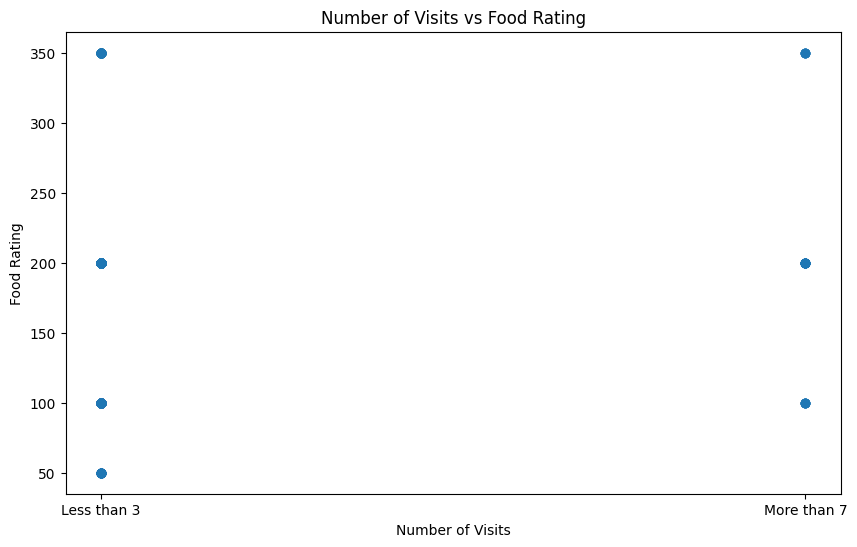 Number of Visits vs Food Rating
350
300
250
200
150
100
50
Food Rating
Less than 3
More than 7
Number of Visits